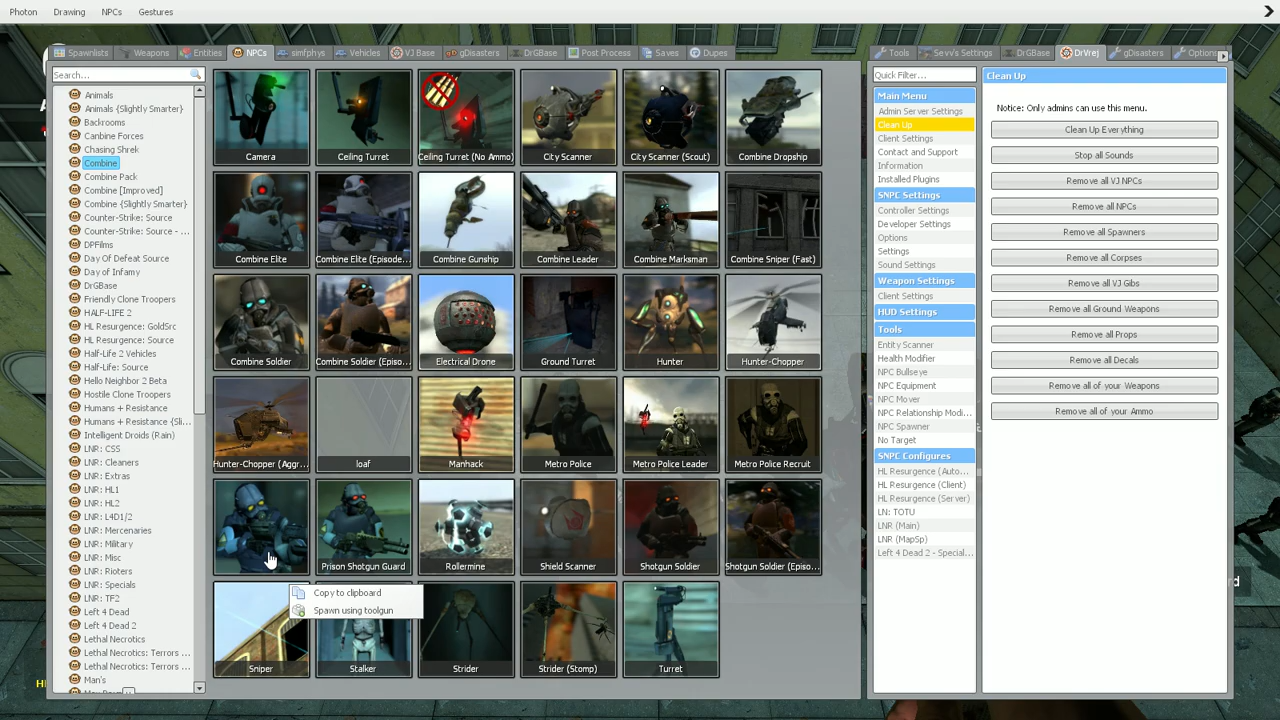 Photon Drawing NPCs Gestures
Spawnlists Weapons Entities NPCs simfphys Vehicles VJ Base gDisasters DrGBase Post Process Saves Dupes
Tools Sevv's Settings DrGBase DrVrej gDisasters Options
Search...
Animals
Animals {Slightly Smarter}
Backrooms
Canbine Forces
Chasing Shrek
Combine
Combine Pack
Combine [Improved]
Combine {Slightly Smarter}
Counter-Strike: Source
Counter-Strike: Source - ...
DPFilms
Day Of Defeat Source
Day of Infamy
DrGBase
Friendly Clone Troopers
HALF-LIFE 2
HL Resurgence: GoldSrc
HL Resurgence: Source
Half-Life 2 Vehicles
Half-Life: Source
Hello Neighbor 2 Beta
Hostile Clone Troopers
Humans + Resistance
Humans + Resistance {Sli...
Intelligent Droids (Rain)
LNR: CSS
LNR: Cleaners
LNR: Extras
LNR: HL1
LNR: HL2
LNR: L4D1/2
LNR: Mercenaries
LNR: Military
LNR: Misc
LNR: Rioters
LNR: Specials
LNR: TF2
Left 4 Dead
Left 4 Dead 2
Lethal Necrotics
Lethal Necrotics: Terrors ...
Lethal Necrotics: Terrors ...
Man's
Camera
Ceiling Turret
Ceiling Turret (No Ammo)
City Scanner
City Scanner (Scout)
Combine Dropship
Combine Elite
Combine Elite (Episode...
Combine Gunship
Combine Leader
Combine Marksman
Combine Sniper (Fast)
Combine Soldier
Combine Soldier (Episo...
Electrical Drone
Ground Turret
Hunter
Hunter-Chopper
Hunter-Chopper (Aggr...
loaf
Manhack
Metro Police
Metro Police Leader
Metro Police Recruit
Prison Shotgun Guard
Rollermine
Shield Scanner
Shotgun Soldier
Shotgun Soldier (Episo...
Copy to clipboard
Spawn using toolgun
Sniper
Stalker
Strider
Strider (Stomp)
Turret
Quick Filter...
Main Menu
Admin Server Settings
Clean Up
Client Settings
Contact and Support
Information
Installed Plugins
SNPC Settings
Controller Settings
Developer Settings
Options
Settings
Sound Settings
Weapon Settings
Client Settings
HUD Settings
Tools
Entity Scanner
Health Modifier
NPC Bullseye
NPC Equipment
NPC Mover
NPC Relationship Modi...
NPC Spawner
No Target
SNPC Configures
HL Resurgence (Auto...
HL Resurgence (Client)
HL Resurgence (Server)
LN: TOTU
LNR (Main)
LNR (MapSp)
Left 4 Dead 2 - Special...
Clean Up
Notice: Only admins can use this menu.
Clean Up Everything
Stop all Sounds
Remove all VJ NPCs
Remove all NPCs
Remove all Spawners
Remove all Corpses
Remove all VJ Gibs
Remove all Ground Weapons
Remove all Props
Remove all Decals
Remove all of your Weapons
Remove all of your Ammo